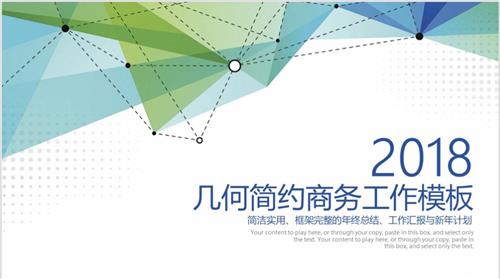 2018
几何简约商务工作模板
简洁实用、框架完整的年终总结、工作汇报与新年计划
Your content to play here, or through your copy, paste in this box, and select only
the text. Your content to play here, or through your copy, paste in
this box, and select only the text.